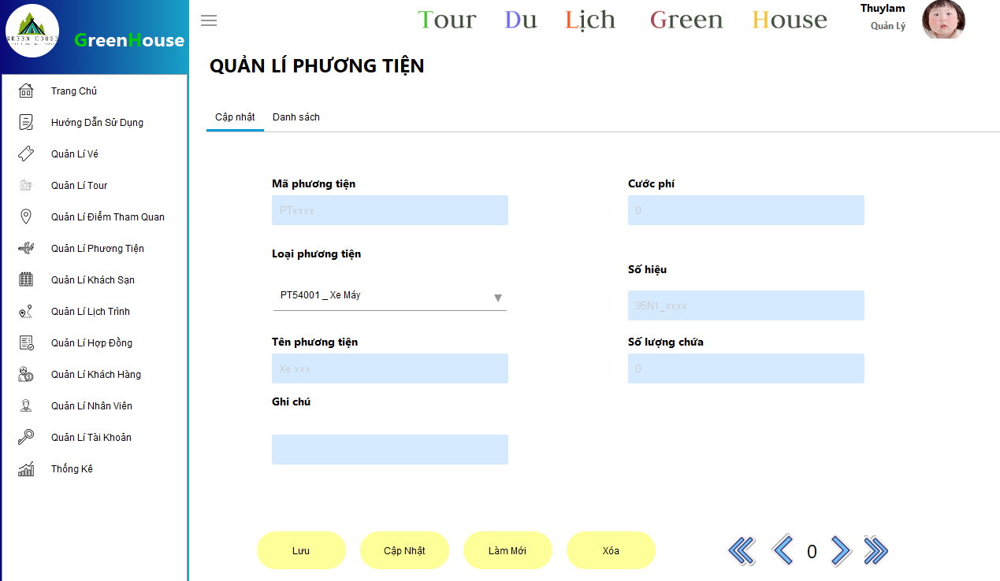 GREEN HOUSE
GreenHouse
Tour Du Lịch Green House
Thuylam
Quản Lý
QUẢN LÍ PHƯƠNG TIỆN
Trang Chủ
Hướng Dẫn Sử Dụng
Quản Lí Vé
Quản Lí Tour
Quản Lí Điểm Tham Quan
Quản Lí Phương Tiện
Quản Lí Khách Sạn
Quản Lí Lịch Trình
Quản Lí Hợp Đồng
Quản Lí Khách Hàng
Quản Lí Nhân Viên
Quản Lí Tài Khoản
Thống Kê
Cập nhật Danh sách
Mã phương tiện
PTxxxx
Cước phí
0
Loại phương tiện
PT54001 _ Xe Máy
Số hiệu
95N1_xxxx
Tên phương tiện
Xe xxx
Số lượng chứa
0
Ghi chú
Lưu Cập Nhật Làm Mới Xóa 0